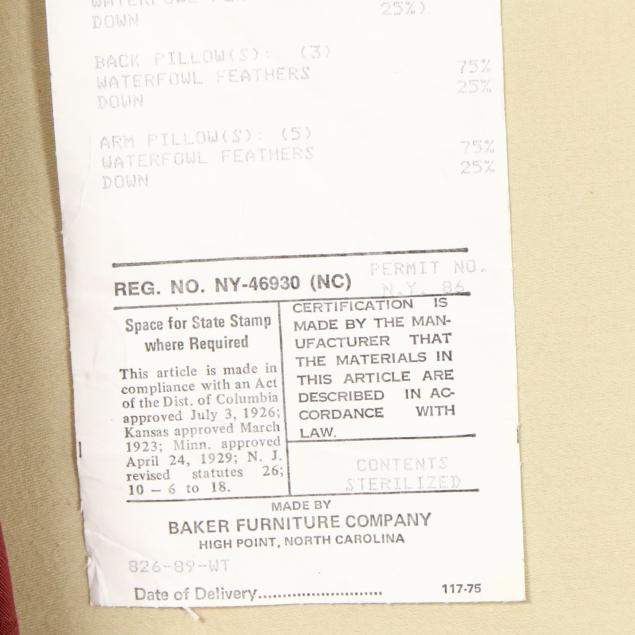 WATERFOWL
DOWN 25%)
BACK PILLOW(S): (3)
WATERFOWL FEATHERS 75%
DOWN 25%
ARM PILLOW(S): (5)
WATERFOWL FEATHERS 75%
DOWN 25%
REG. NO. NY-46930 (NC) PERMIT NO.
N.Y. 86
Space for State Stamp
where Required
This article is made in
compliance with an Act
of the Dist. of Columbia
approved July 3, 1926;
Kansas approved March
1923; Minn. approved
April 24, 1929; N. J.
revised statutes 26;
10 – 6 to 18.
CERTIFICATION IS
MADE BY THE MAN-
UFACTURER THAT
THE MATERIALS IN
THIS ARTICLE ARE
DESCRIBED IN AC-
CORDANCE WITH
LAW.
CONTENTS
STERILIZED
MADE BY
BAKER FURNITURE COMPANY
HIGH POINT, NORTH CAROLINA
826-89-WT
Date of Delivery........................ 117-75